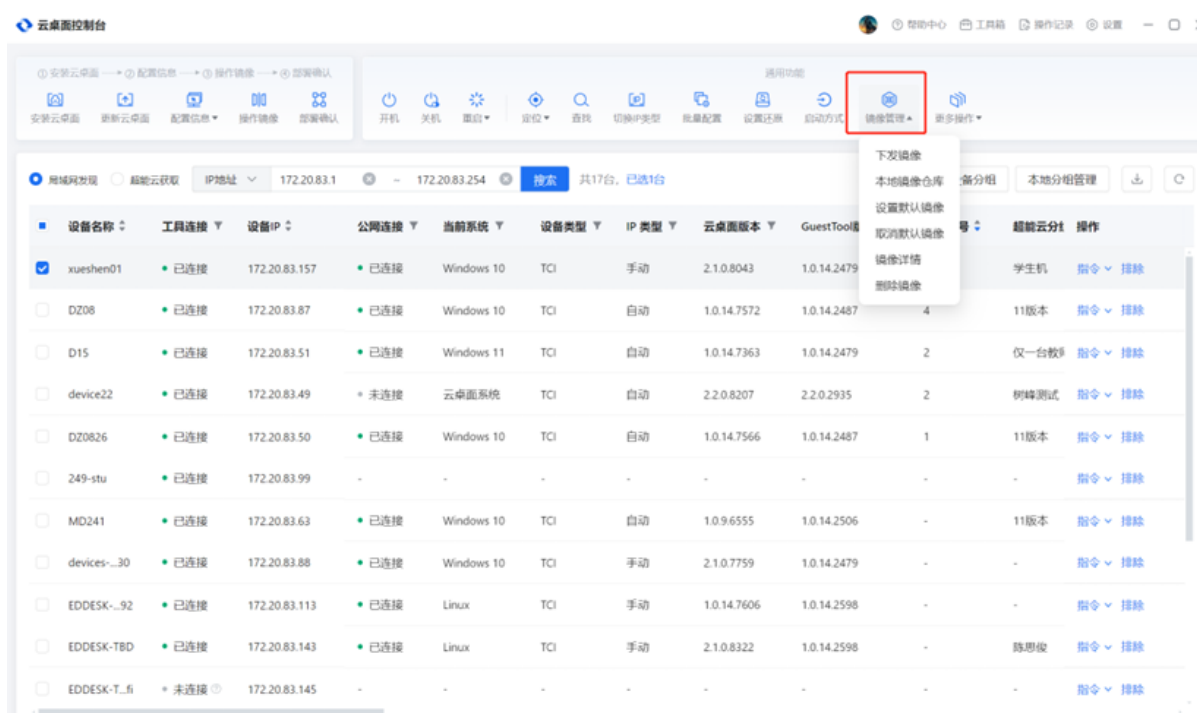 云桌面控制台 帮助中心 工具箱 操作记录 设置
① 安装云桌面 → ② 配置信息 → ③ 操作镜像 → ④ 部署确认 通用功能
安装云桌面 更新云桌面 配置信息 操作镜像 部署确认 开机 关机 重启 定位 查找 切换IP类型 批量配置 设置还原 启动方式 镜像管理 更多操作
下发镜像
本地镜像仓库
设置默认镜像
取消默认镜像
镜像详情
删除镜像
局域网发现 超能云获取 IP地址 172.20.83.1 – 172.20.83.254 搜索 共17台, 已选1台 备分组 本地分组管理
设备名称 工具连接 设备IP 公网连接 当前系统 设备类型 IP 类型 云桌面版本 GuestTool 号 超能云分 操作
xueshen01 已连接 172.20.83.157 已连接 Windows 10 TCI 手动 2.1.0.8043 1.0.14.2479 学生机 指令 排除
DZ08 已连接 172.20.83.87 已连接 Windows 10 TCI 自动 1.0.14.7572 1.0.14.2487 4 11版本 指令 排除
D15 已连接 172.20.83.51 已连接 Windows 11 TCI 自动 1.0.14.7363 1.0.14.2479 2 仅一台教师 指令 排除
device22 已连接 172.20.83.49 未连接 云桌面系统 TCI 自动 2.2.0.8207 2.2.0.2935 2 树峰测试 指令 排除
DZ0826 已连接 172.20.83.50 已连接 Windows 10 TCI 自动 1.0.14.7566 1.0.14.2487 1 11版本 指令 排除
249-stu 已连接 172.20.83.99 - - - - - - - - 指令 排除
MD241 已连接 172.20.83.63 已连接 Windows 10 TCI 自动 1.0.9.6555 1.0.14.2506 - 11版本 指令 排除
devices-...30 已连接 172.20.83.88 已连接 Windows 10 TCI 手动 2.1.0.7759 1.0.14.2479 - - 指令 排除
EDDESK-...92 已连接 172.20.83.113 已连接 Linux TCI 手动 1.0.14.7606 1.0.14.2598 - - 指令 排除
EDDESK-TBD 已连接 172.20.83.143 已连接 Linux TCI 手动 2.1.0.8322 1.0.14.2598 - 陈思俊 指令 排除
EDDESK-T...fi 未连接 172.20.83.145 - - - - - - - - 指令 排除